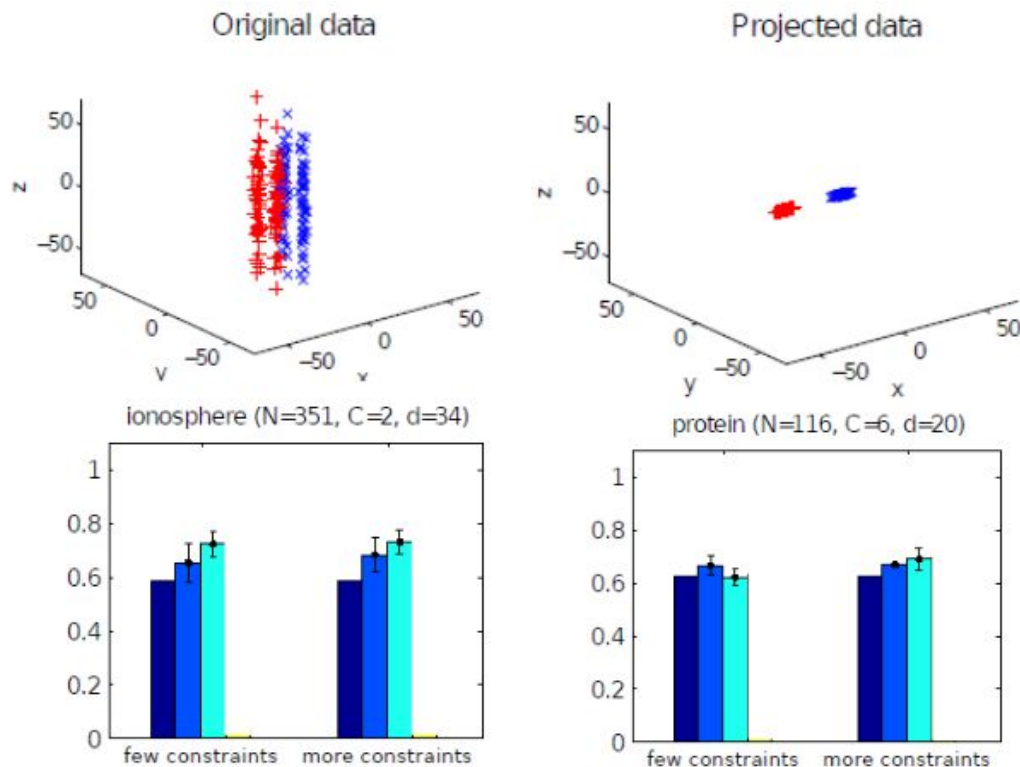 Original data
50
0
−50
z
50
0
−50
y
−50
0
50
x
Projected data
50
0
−50
z
50
0
−50
y
−50
0
50
x
ionosphere (N=351, C=2, d=34)
1
0.8
0.6
0.4
0.2
0
few constraints more constraints
protein (N=116, C=6, d=20)
1
0.8
0.6
0.4
0.2
0
few constraints more constraints